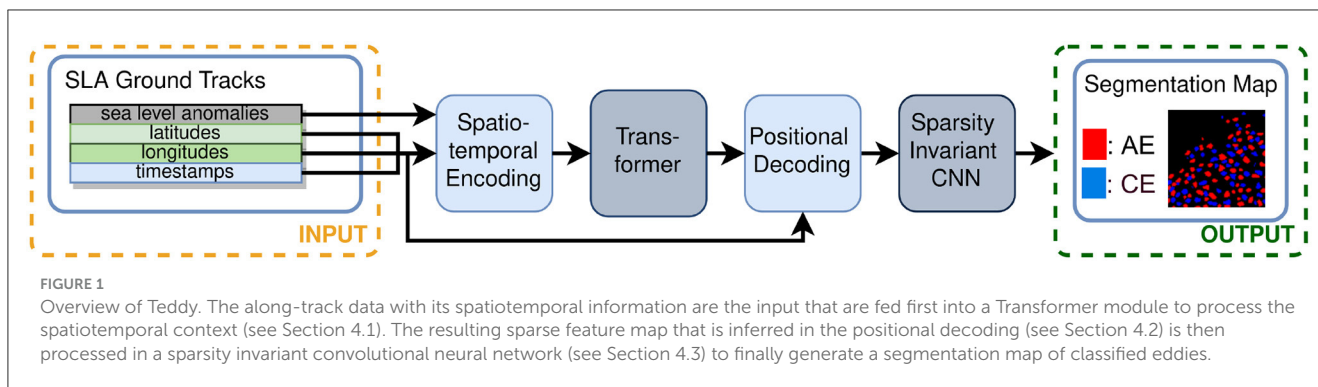 SLA Ground Tracks
sea level anomalies
latitudes
longitudes
timestamps
INPUT
Spatio-
temporal
Encoding
Trans-
former
Positional
Decoding
Sparsity
Invariant
CNN
Segmentation Map
: AE
: CE
OUTPUT
FIGURE 1
Overview of Teddy. The along-track data with its spatiotemporal information are the input that are fed first into a Transformer module to process the
spatiotemporal context (see Section 4.1). The resulting sparse feature map that is inferred in the positional decoding (see Section 4.2) is then
processed in a sparsity invariant convolutional neural network (see Section 4.3) to finally generate a segmentation map of classified eddies.